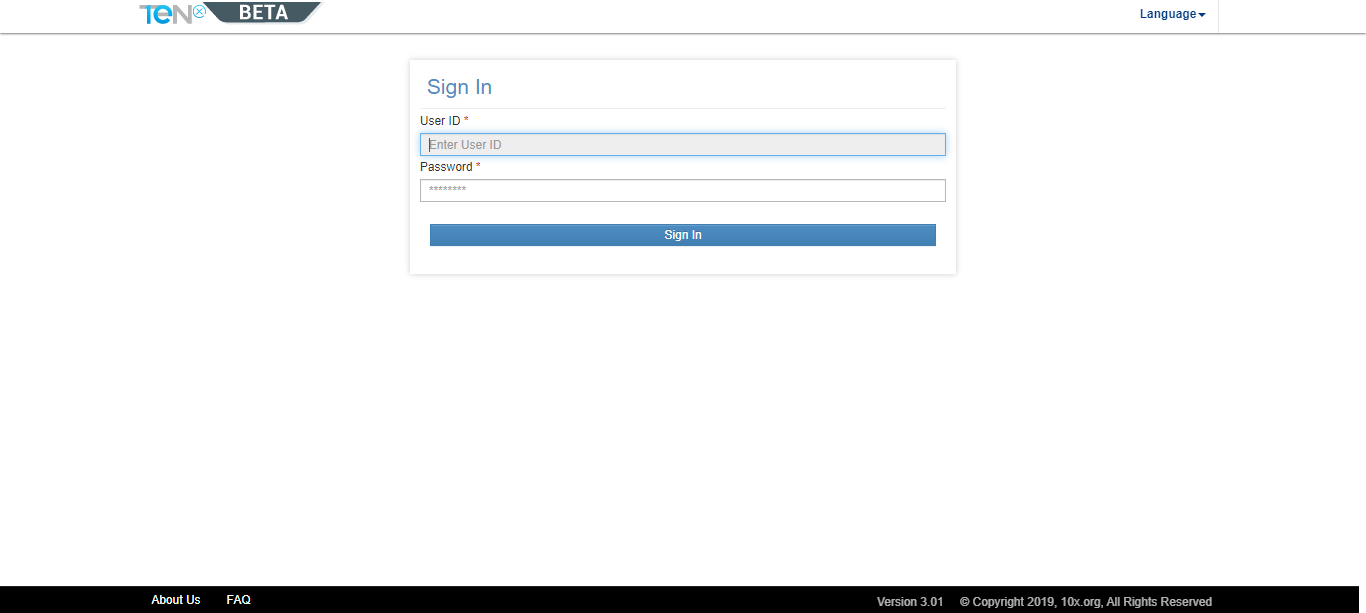 TeNx BETA
Language
Sign In
User ID *
Enter User ID
Password *
********
Sign In
About Us FAQ
Version 3.01 © Copyright 2019, 10x.org, All Rights Reserved